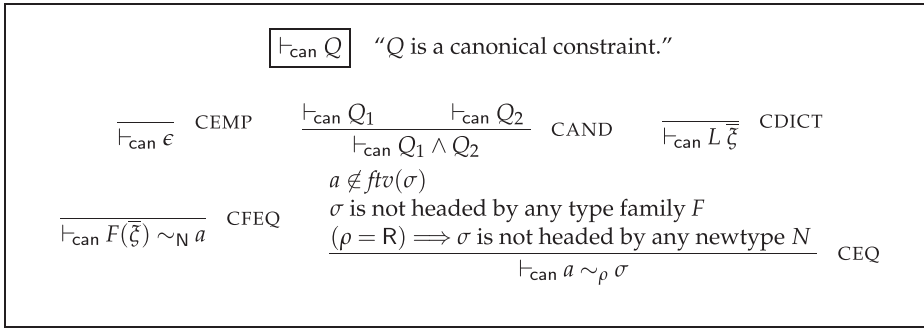 ⊢can Q “Q is a canonical constraint.”
⊢can ϵ CEMP
⊢can Q1 ⊢can Q2
⊢can Q1 ∧ Q2 CAND
⊢can L ξ̿ CDICT
⊢can F(ξ̿) ∼N a CFEQ
a ∉ ftv(σ)
σ is not headed by any type family F
(ρ = R) ⟹ σ is not headed by any newtype N
⊢can a ∼ρ σ CEQ